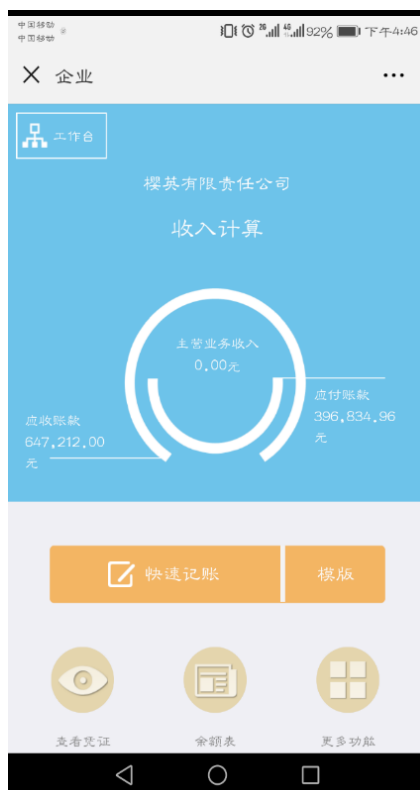 中国移动
中国移动
2G 4G 92% 下午4:46
企业
工作台
樱英有限责任公司
收入计算
主营业务收入
0.00元
应付账款
396,834.96
元
应收账款
647,212.00
元
快速记账 模版
查看凭证 余额表 更多功能